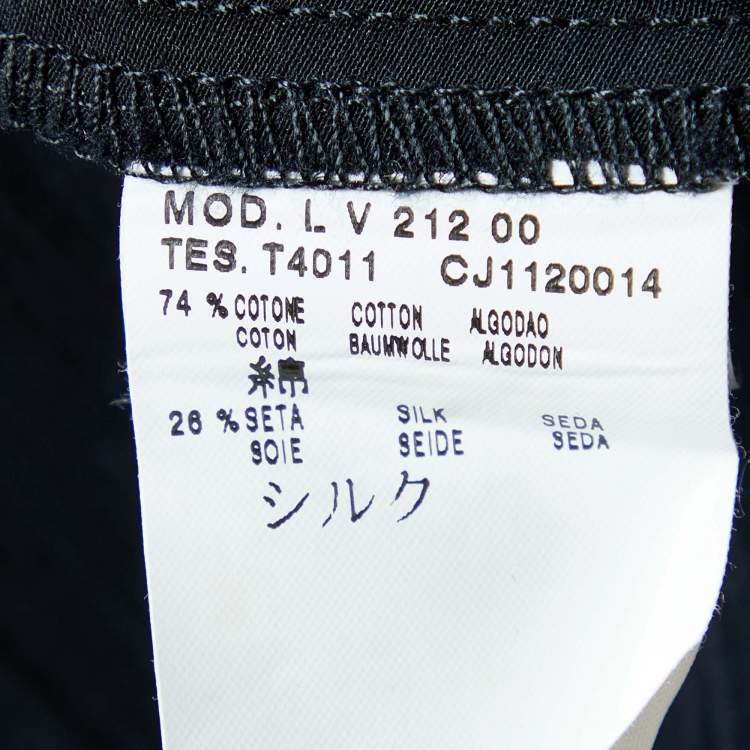 MOD. L V 212 00
TES. T4011 CJ1120014
74 % COTONE COTTON ALGODAO
COTON BAUMWOLLE ALGODON
綿
26 % SETA SILK SEDA
SOIE SEIDE SEDA
シルク